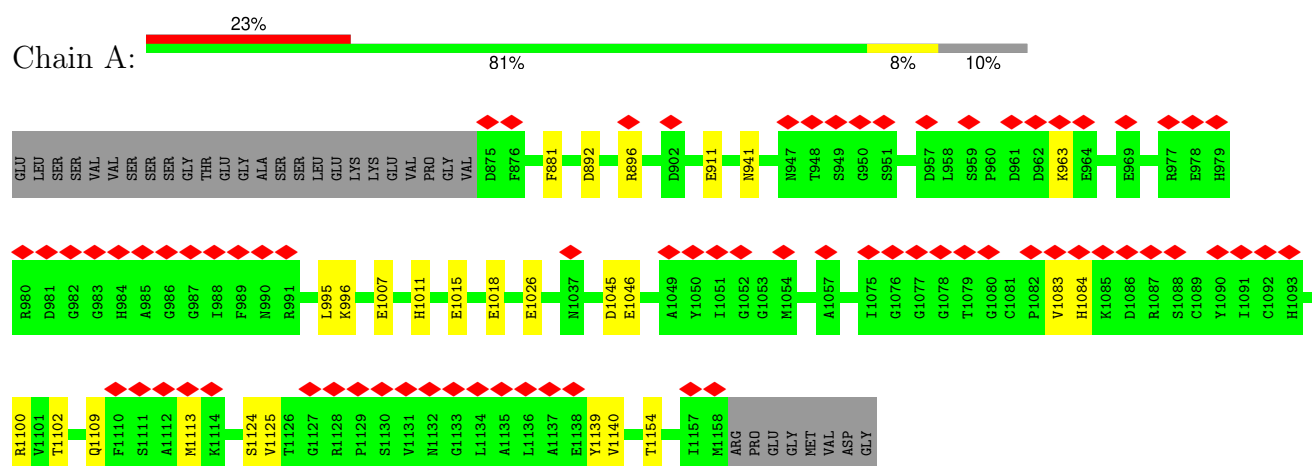 23%
Chain A:
81%
8%
10%
GLU
LEU
SER
SER
VAL
VAL
SER
SER
SER
GLY
THR
GLU
GLY
ALA
SER
SER
LEU
GLU
LYS
LYS
GLU
VAL
PRO
GLY
VAL
D875
F876
F881
D892
R896
D902
E911
N941
N947
T948
S949
G950
S951
D957
L958
S959
P960
D961
D962
K963
E964
E969
R977
E978
H979
R980
D981
G982
G983
H984
A985
G986
G987
I988
F989
N990
R991
L995
K996
E1007
H1011
E1015
E1018
E1026
N1037
D1045
E1046
A1049
Y1050
I1051
G1052
G1053
M1054
A1057
I1075
G1076
G1077
G1078
T1079
G1080
C1081
P1082
V1083
H1084
K1085
D1086
R1087
S1088
C1089
Y1090
I1091
C1092
H1093
R1100
V1101
T1102
Q1109
F1110
S1111
A1112
M1113
K1114
S1124
V1125
T1126
G1127
R1128
P1129
S1130
V1131
N1132
G1133
L1134
A1135
L1136
A1137
E1138
Y1139
V1140
T1154
I1157
M1158
ARG
PRO
GLU
GLY
MET
VAL
ASP
GLY